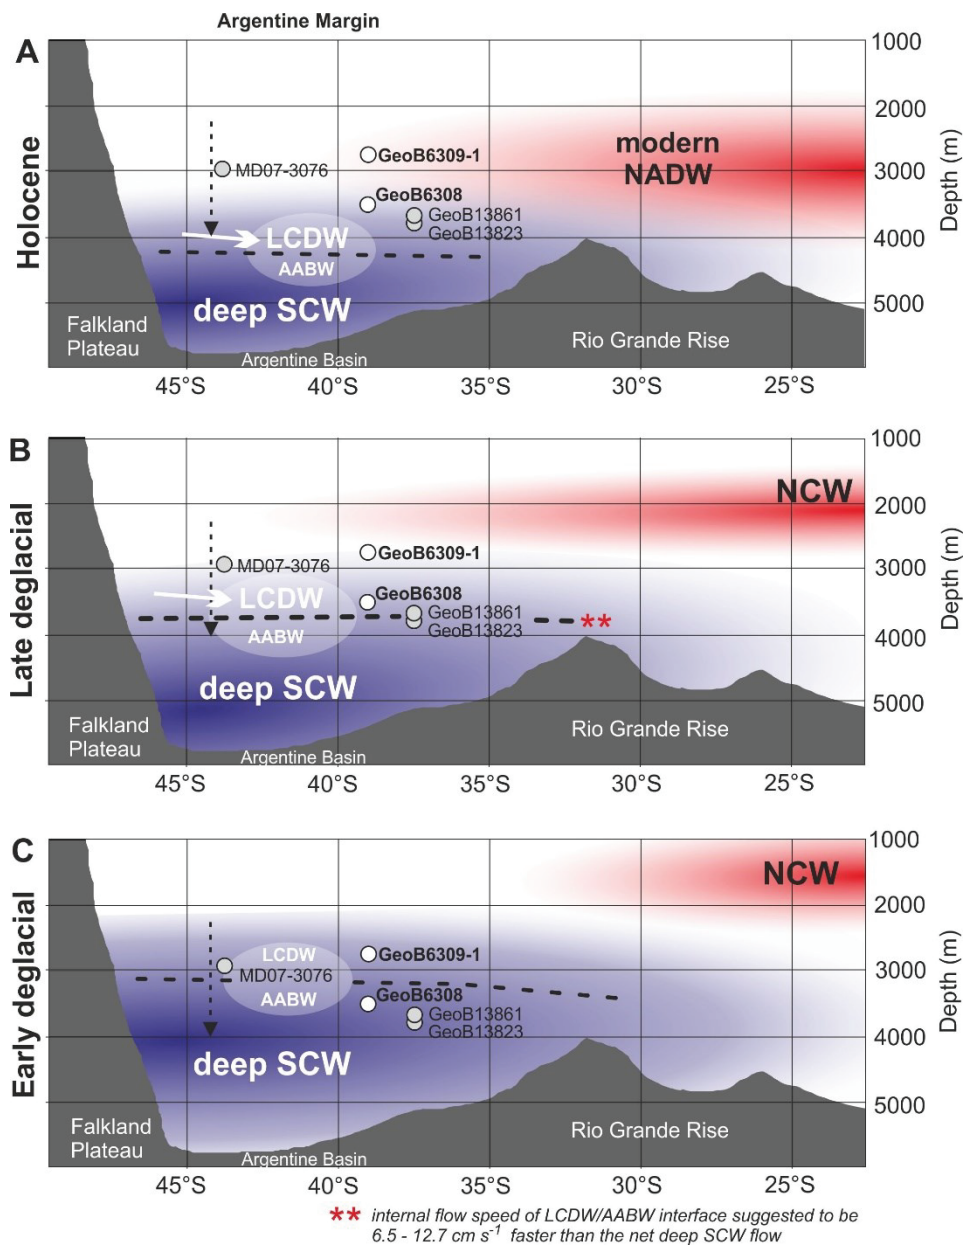 Argentine Margin
A
Holocene
1000
2000
3000
4000
5000
Depth (m)
modern
NADW
GeoB6309-1
MD07-3076
GeoB6308
GeoB13861
GeoB13823
LCDW
AABW
deep SCW
Falkland
Plateau
Argentine Basin
Rio Grande Rise
45°S 40°S 35°S 30°S 25°S
B
Late deglacial
1000
2000
3000
4000
5000
Depth (m)
NCW
GeoB6309-1
MD07-3076
GeoB6308
GeoB13861
GeoB13823
LCDW
AABW
**
deep SCW
Falkland
Plateau
Argentine Basin
Rio Grande Rise
45°S 40°S 35°S 30°S 25°S
C
Early deglacial
1000
2000
3000
4000
5000
Depth (m)
NCW
LCDW
GeoB6309-1
MD07-3076
AABW
GeoB6308
GeoB13861
GeoB13823
deep SCW
Falkland
Plateau
Argentine Basin
Rio Grande Rise
45°S 40°S 35°S 30°S 25°S
** internal flow speed of LCDW/AABW interface suggested to be
6.5 - 12.7 cm s⁻¹ faster than the net deep SCW flow